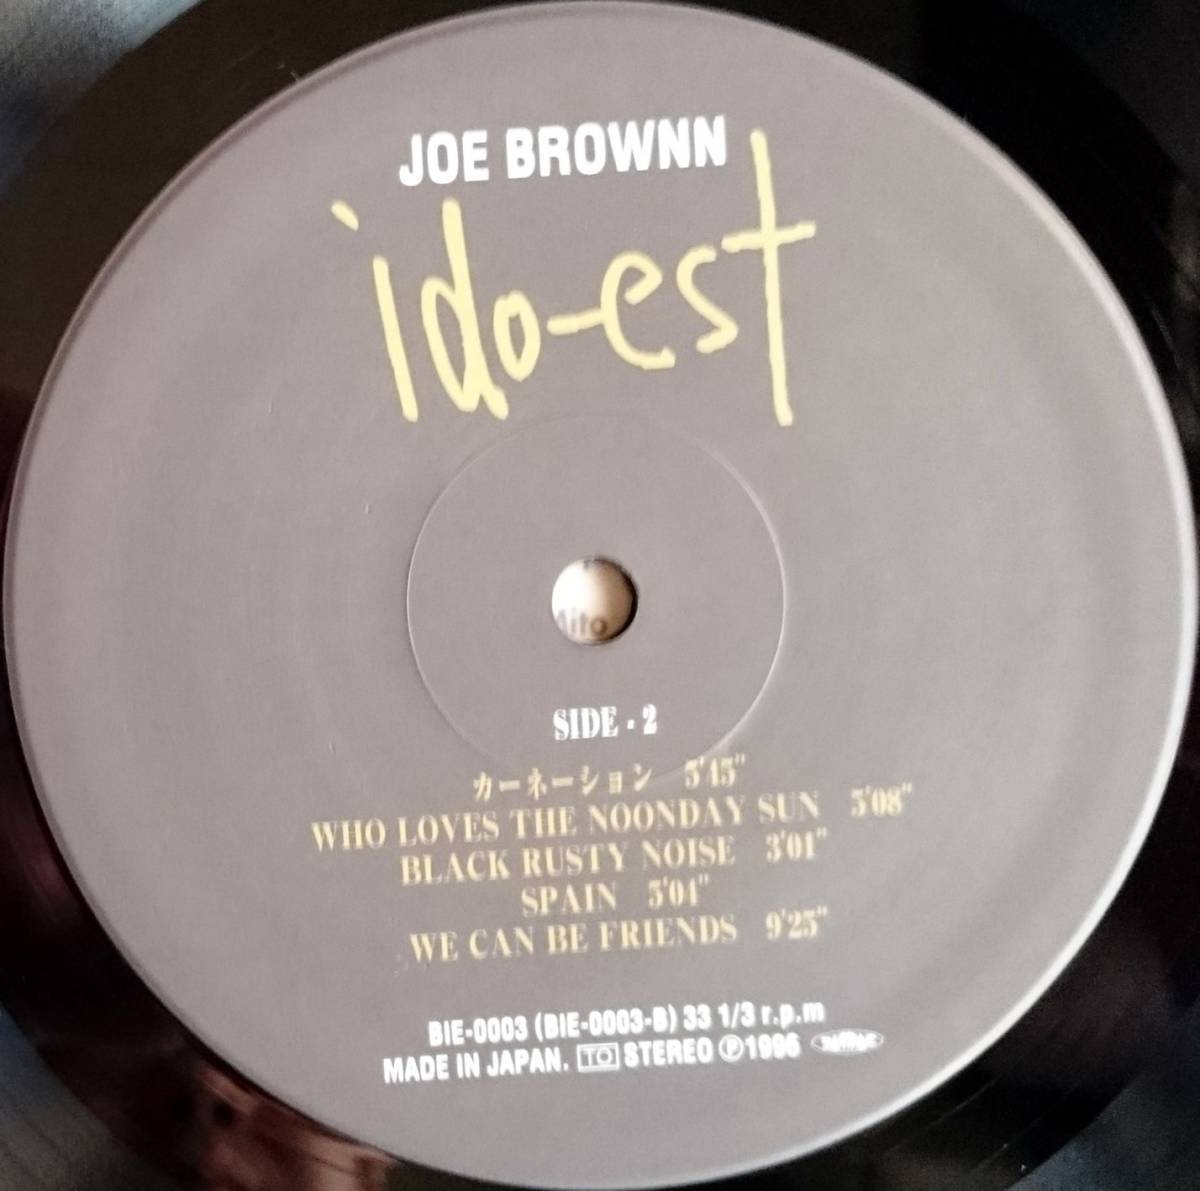 JOE BROWNN
ido-est
SIDE - 2
カーネーション 5'45"
WHO LOVES THE NOONDAY SUN 5'08"
BLACK RUSTY NOISE 3'01"
SPAIN 5'01"
WE CAN BE FRIENDS 9'25"
BIE-0003 (BIE-0003-B) 33 1/3 r.p.m
MADE IN JAPAN. TO STEREO Ⓟ1996